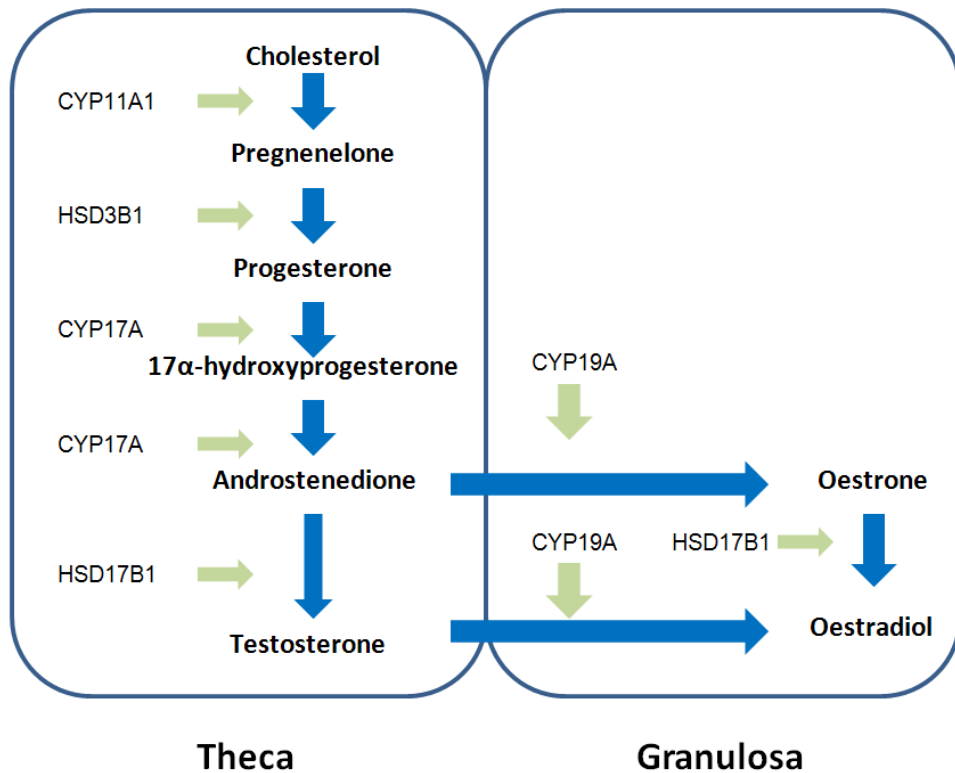 Cholesterol
CYP11A1
Pregnenelone
HSD3B1
Progesterone
CYP17A
17α-hydroxyprogesterone
CYP17A
Androstenedione
HSD17B1
Testosterone
CYP19A
Oestrone
CYP19A
HSD17B1
Oestradiol
Theca
Granulosa